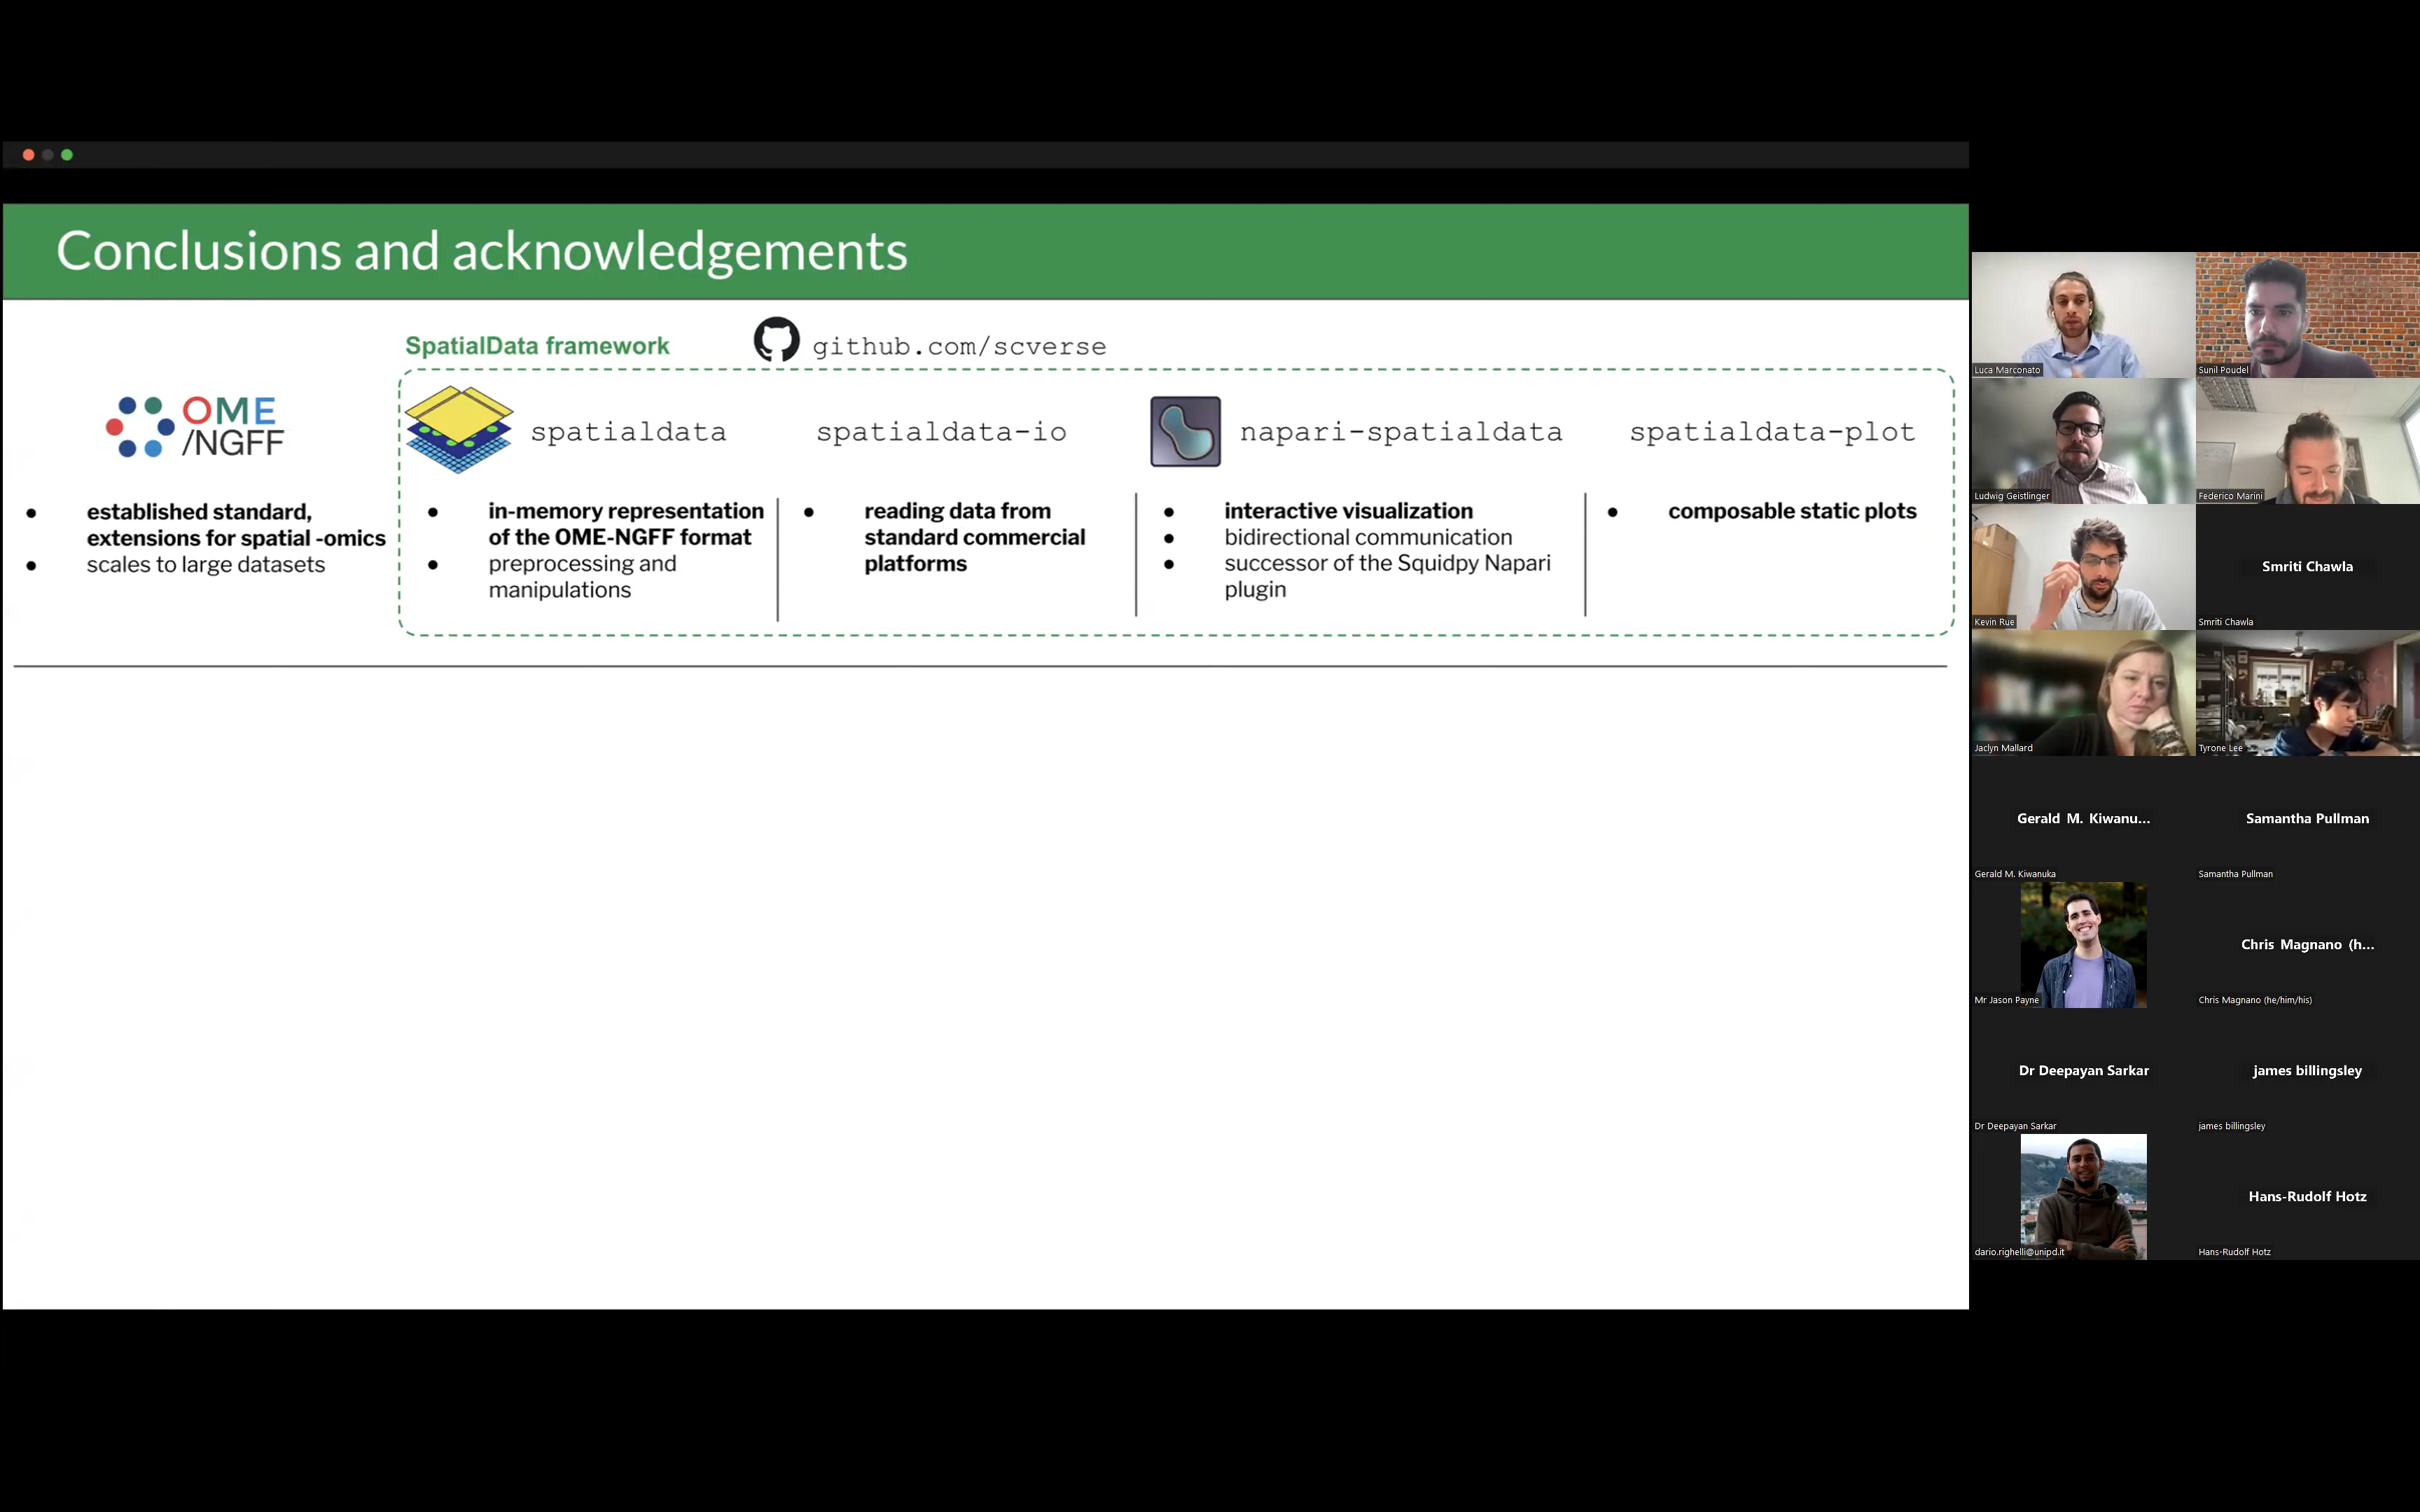 Conclusions and acknowledgements
SpatialData framework
github.com/scverse
OME
/NGFF
● established standard,
extensions for spatial -omics
● scales to large datasets
spatialdata
● in-memory representation
of the OME-NGFF format
● preprocessing and
manipulations
spatialdata-io
● reading data from
standard commercial
platforms
napari-spatialdata
● interactive visualization
● bidirectional communication
● successor of the Squidpy Napari
plugin
spatialdata-plot
● composable static plots
Luca Marconato
Sunil Poudel
Ludwig Geistlinger
Federico Marini
Kevin Rue
Smriti Chawla
Smriti Chawla
Jaclyn Mallard
Tyrone Lee
Gerald M. Kiwanu...
Gerald M. Kiwanuka
Samantha Pullman
Samantha Pullman
Mr Jason Payne
Chris Magnano (h...
Chris Magnano (he/him/his)
Dr Deepayan Sarkar
Dr Deepayan Sarkar
james billingsley
james billingsley
dario.righelli@unipd.it
Hans-Rudolf Hotz
Hans-Rudolf Hotz